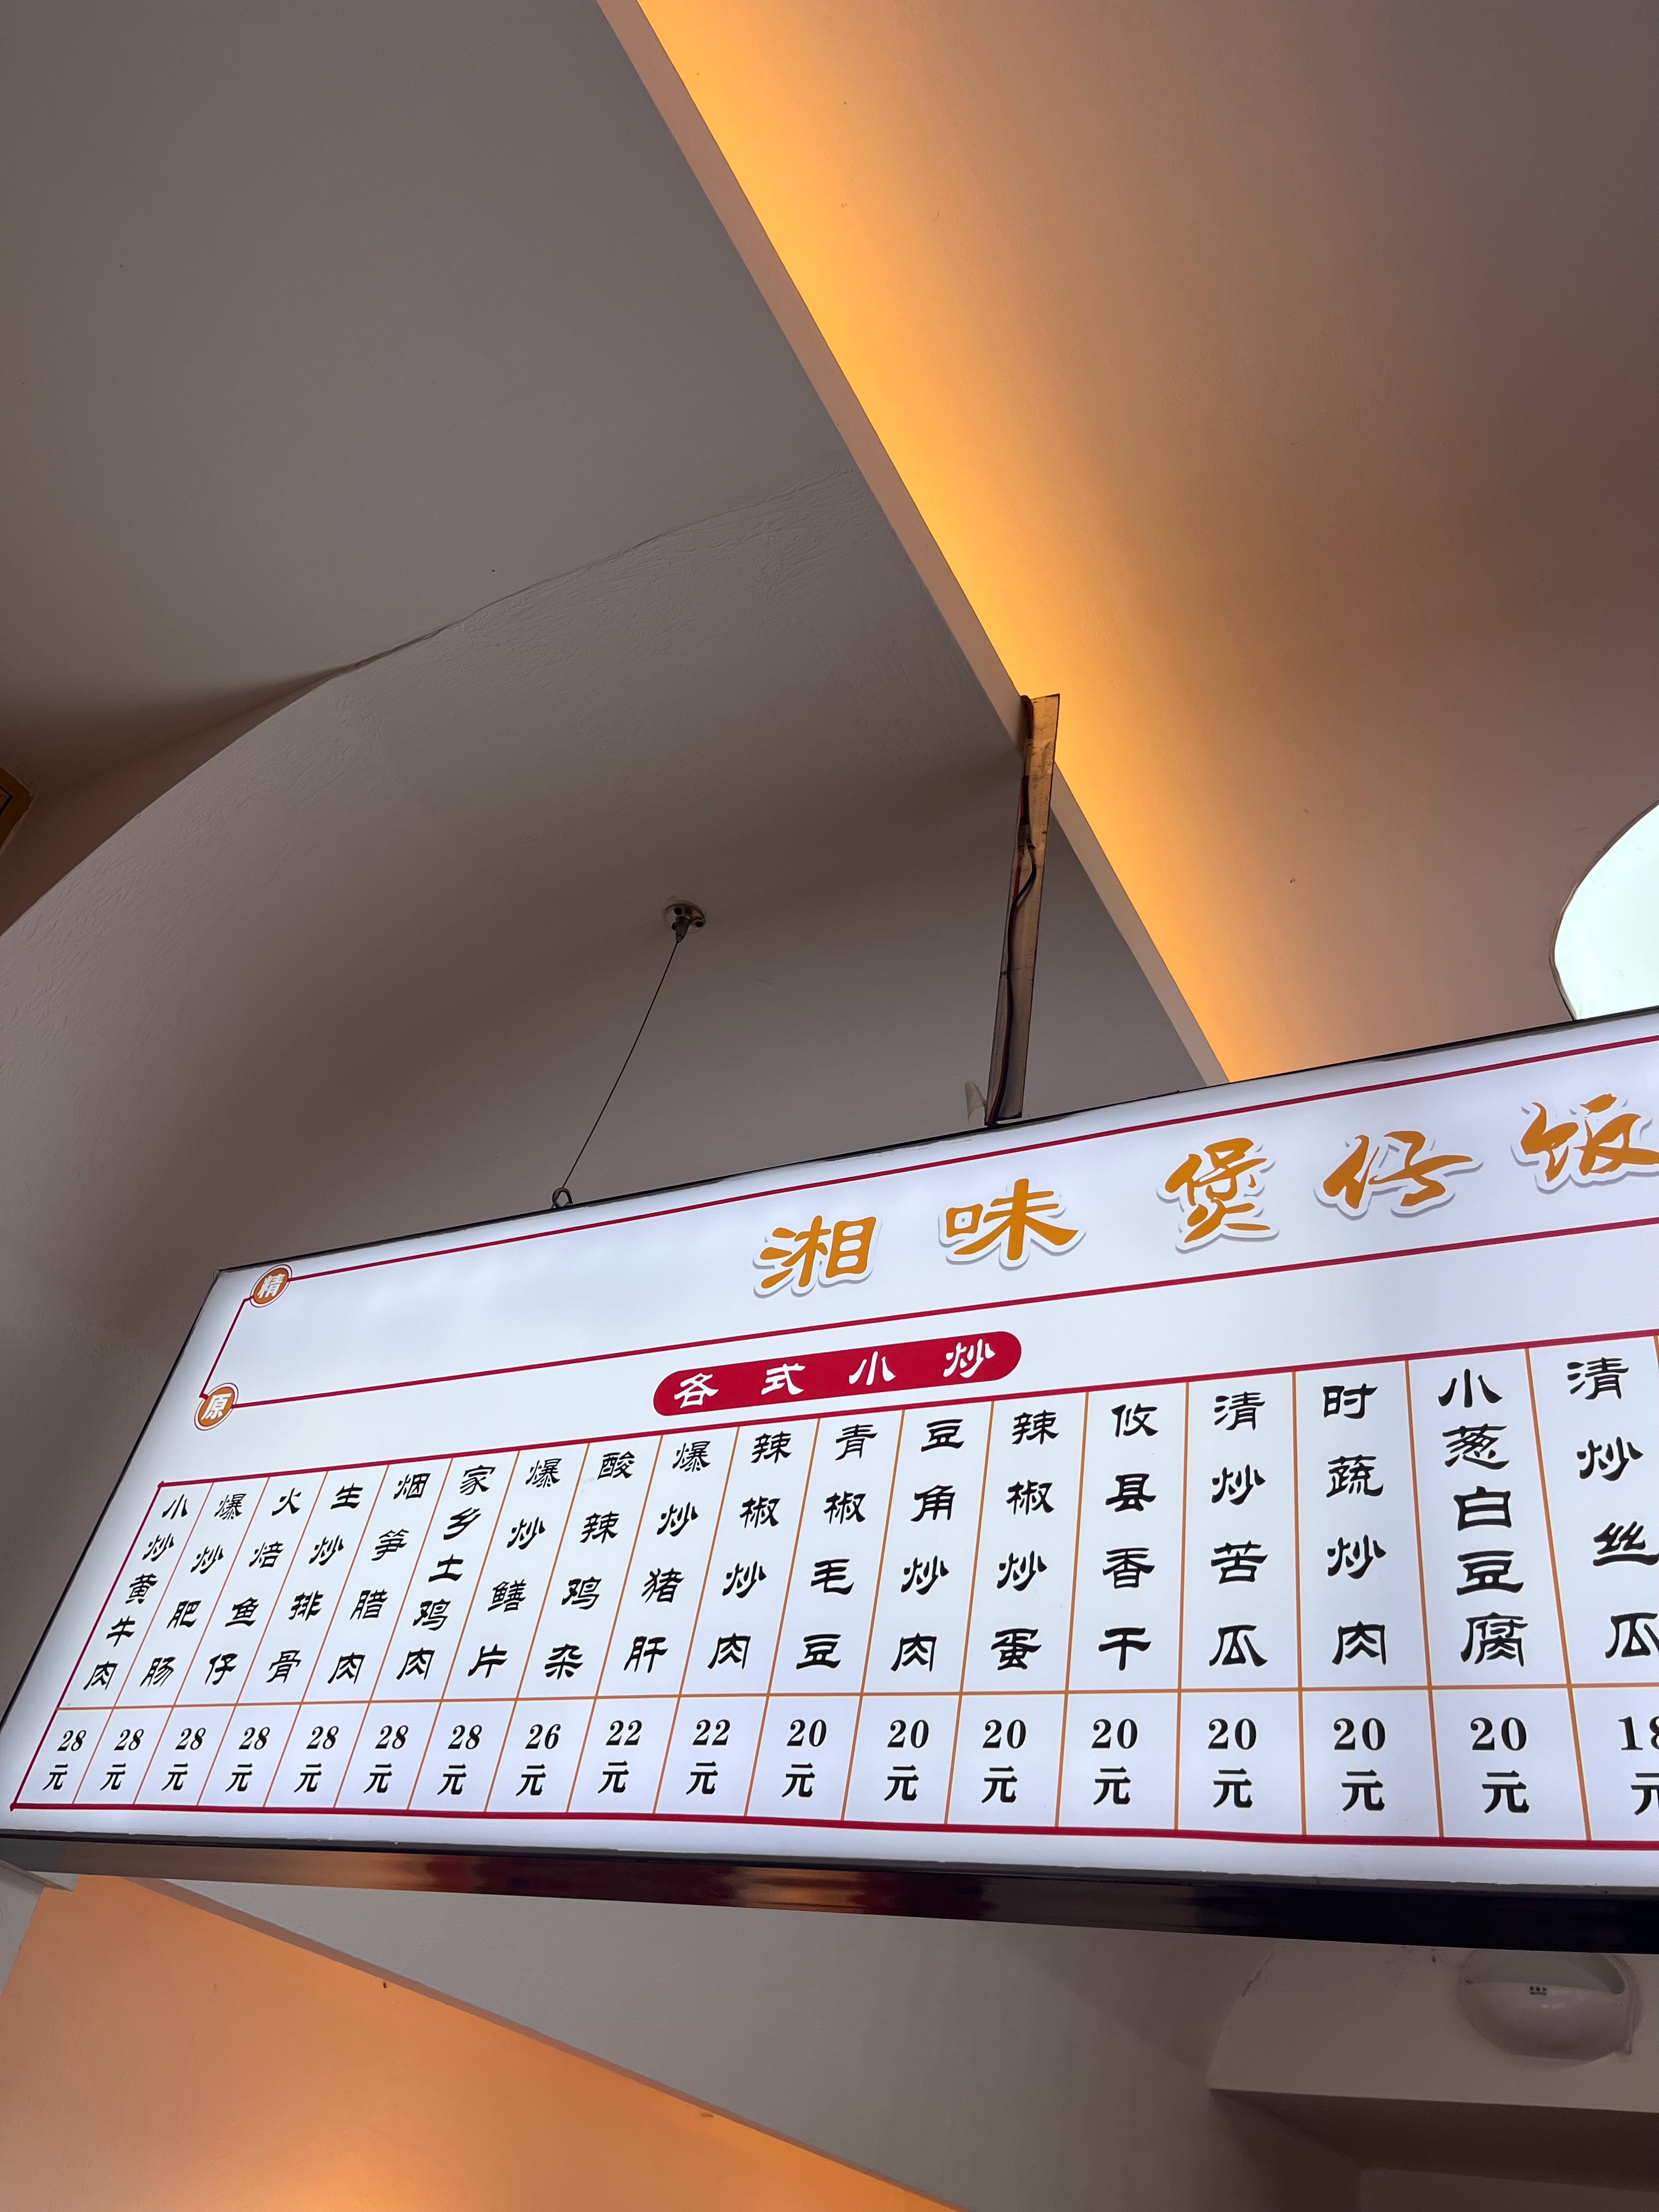 精
原
湘味 煲仔饭
各式小炒
小炒黄牛肉 28元
爆炒肥肠 28元
火焙鱼仔 28元
生炒排骨 28元
烟笋腊肉 28元
家乡土鸡肉 28元
爆炒鳝片 28元
酸辣鸡杂 26元
爆炒猪肝 22元
辣椒炒肉 22元
青椒毛豆 20元
豆角炒肉 20元
辣椒炒蛋 20元
攸县香干 20元
清炒苦瓜 20元
时蔬炒肉 20元
小葱白豆腐 20元
清炒丝瓜 18元